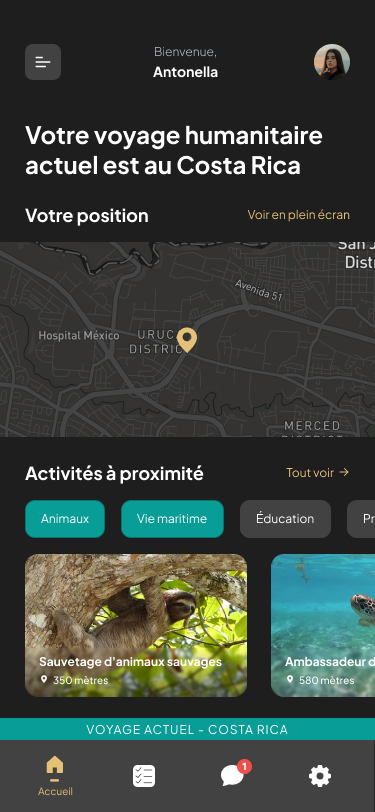 Bienvenue,
Antonella
Votre voyage humanitaire
actuel est au Costa Rica
Votre position
Voir en plein écran
San J
Distri
Avenida 51
Hospital México
URUCA
DISTRIC
MERCED
DISTRICT
Activités à proximité
Tout voir →
Animaux
Vie maritime
Éducation
Pr
Sauvetage d'animaux sauvages
350 mètres
Ambassadeur d
580 mètres
VOYAGE ACTUEL - COSTA RICA
1
Accueil